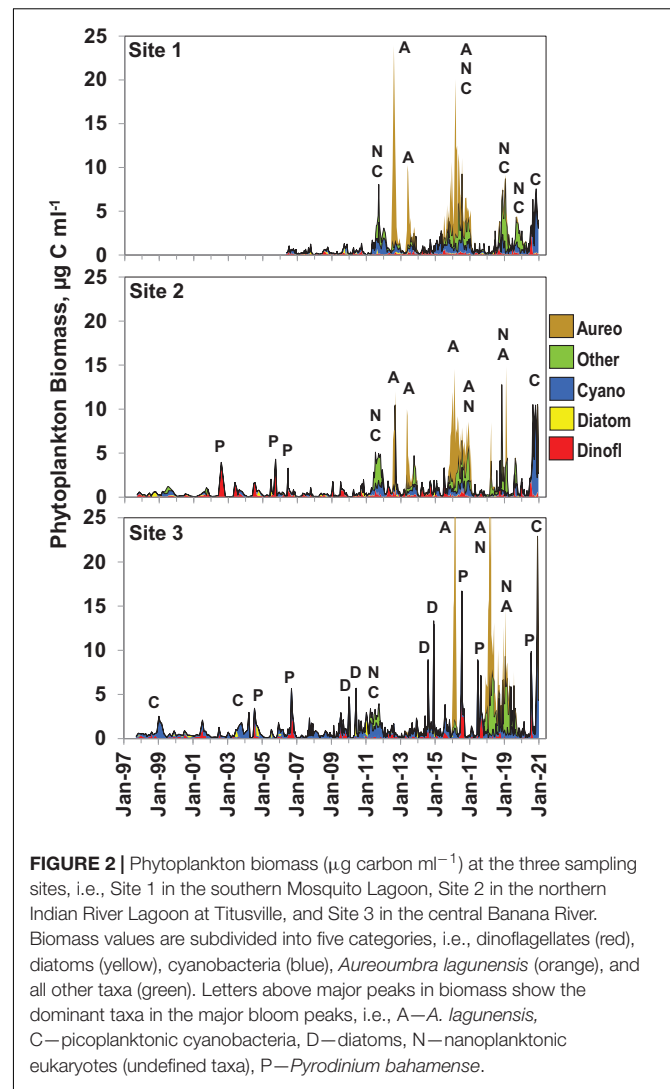 Phytoplankton Biomass, µg C ml-1
25
Site 1
A
A
N
C
20
15
N
C
A
10
N
C
N
C
C
5
0
25
Site 2
20
A
N
A
15
A
A
A
N
C
10
N
C
P
P
P
5
0
25
Site 3
A
A
N
C
20
P
N
A
15
D
D
P
P
10
C
C
P
P
D
D
N
C
5
0
Jan-97
Jan-99
Jan-01
Jan-03
Jan-05
Jan-07
Jan-09
Jan-11
Jan-13
Jan-15
Jan-17
Jan-19
Jan-21
Aureo
Other
Cyano
Diatom
Dinofl
FIGURE 2 | Phytoplankton biomass (µg carbon ml−1) at the three sampling
sites, i.e., Site 1 in the southern Mosquito Lagoon, Site 2 in the northern
Indian River Lagoon at Titusville, and Site 3 in the central Banana River.
Biomass values are subdivided into five categories, i.e., dinoflagellates (red),
diatoms (yellow), cyanobacteria (blue), Aureoumbra lagunensis (orange), and
all other taxa (green). Letters above major peaks in biomass show the
dominant taxa in the major bloom peaks, i.e., A—A. lagunensis,
C—picoplanktonic cyanobacteria, D—diatoms, N—nanoplanktonic
eukaryotes (undefined taxa), P—Pyrodinium bahamense.